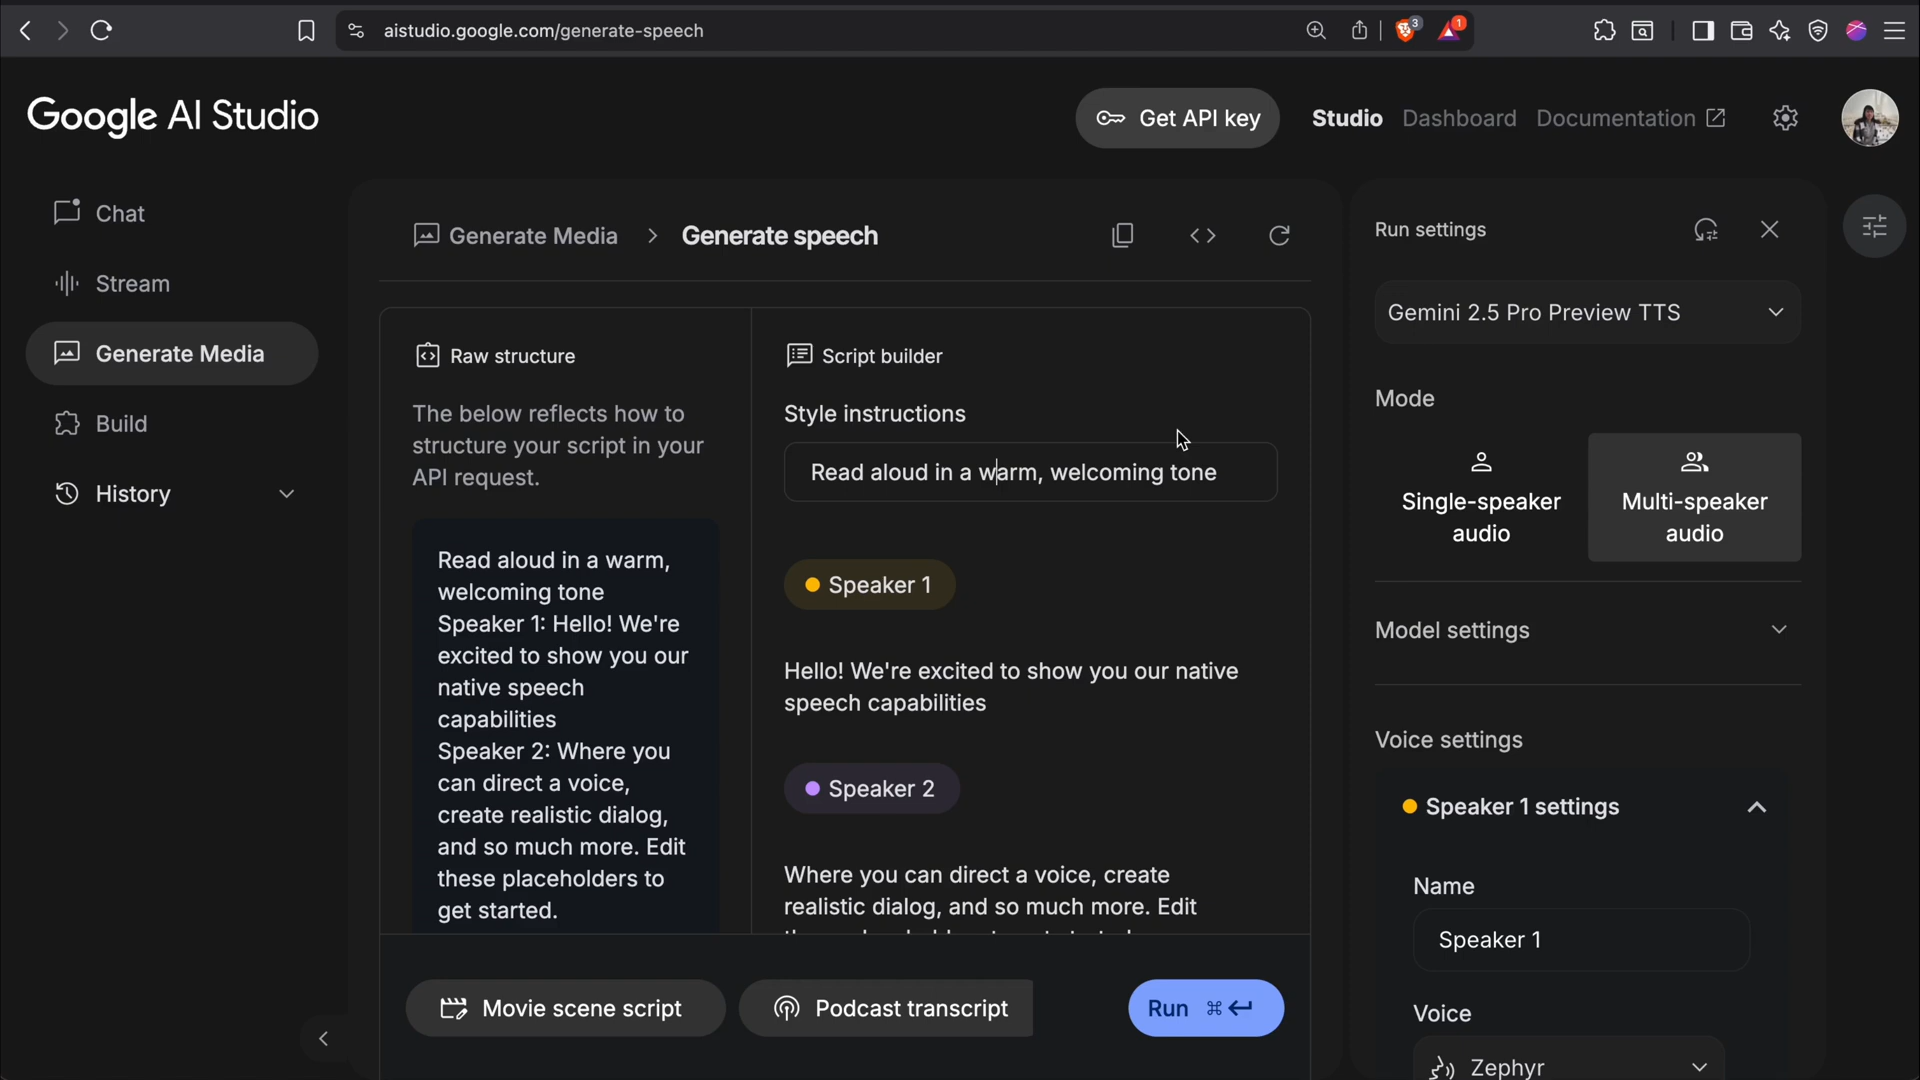 aistudio.google.com/generate-speech
3
1
Google AI Studio
Get API key
Studio
Dashboard
Documentation
Chat
Stream
Generate Media
Build
History
Generate Media > Generate speech
Raw structure
The below reflects how to
structure your script in your
API request.
Read aloud in a warm,
welcoming tone
Speaker 1: Hello! We're
excited to show you our
native speech
capabilities
Speaker 2: Where you
can direct a voice,
create realistic dialog,
and so much more. Edit
these placeholders to
get started.
Script builder
Style instructions
Read aloud in a warm, welcoming tone
Speaker 1
Hello! We're excited to show you our native
speech capabilities
Speaker 2
Where you can direct a voice, create
realistic dialog, and so much more. Edit
Movie scene script
Podcast transcript
Run ⌘
Run settings
Gemini 2.5 Pro Preview TTS
Mode
Single-speaker
audio
Multi-speaker
audio
Model settings
Voice settings
Speaker 1 settings
Name
Speaker 1
Voice
Zephyr